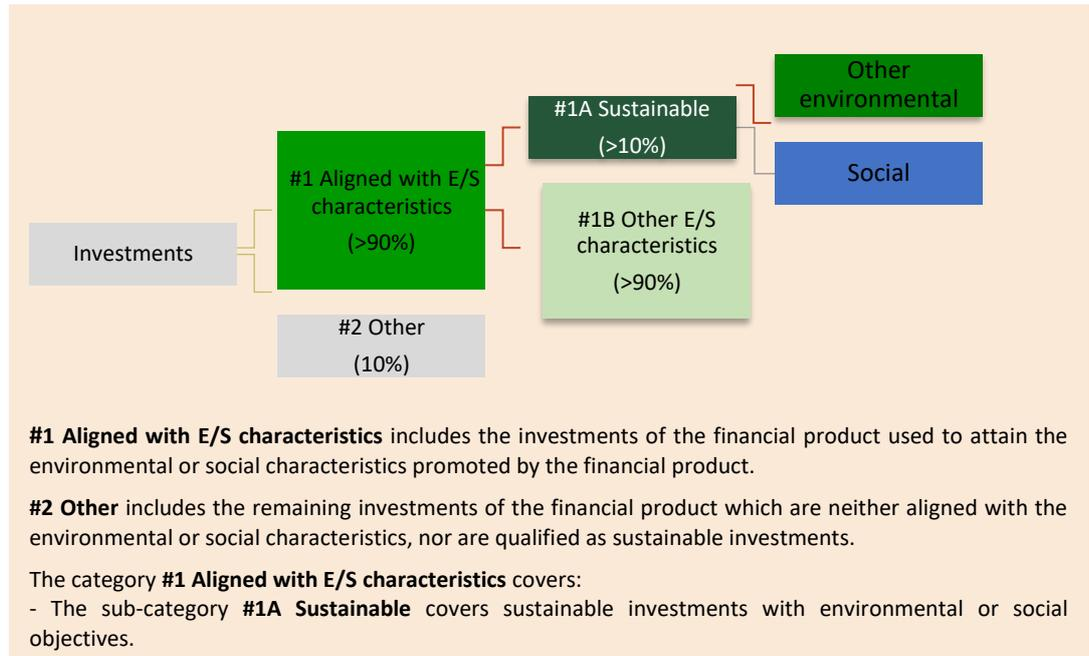 Other
environmental
#1A Sustainable
(>10%)
Social
#1 Aligned with E/S
characteristics
(>90%)
#1B Other E/S
characteristics
(>90%)
Investments
#2 Other
(10%)
#1 Aligned with E/S characteristics includes the investments of the financial product used to attain the
environmental or social characteristics promoted by the financial product.
#2 Other includes the remaining investments of the financial product which are neither aligned with the
environmental or social characteristics, nor are qualified as sustainable investments.
The category #1 Aligned with E/S characteristics covers:
- The sub-category #1A Sustainable covers sustainable investments with environmental or social
objectives.